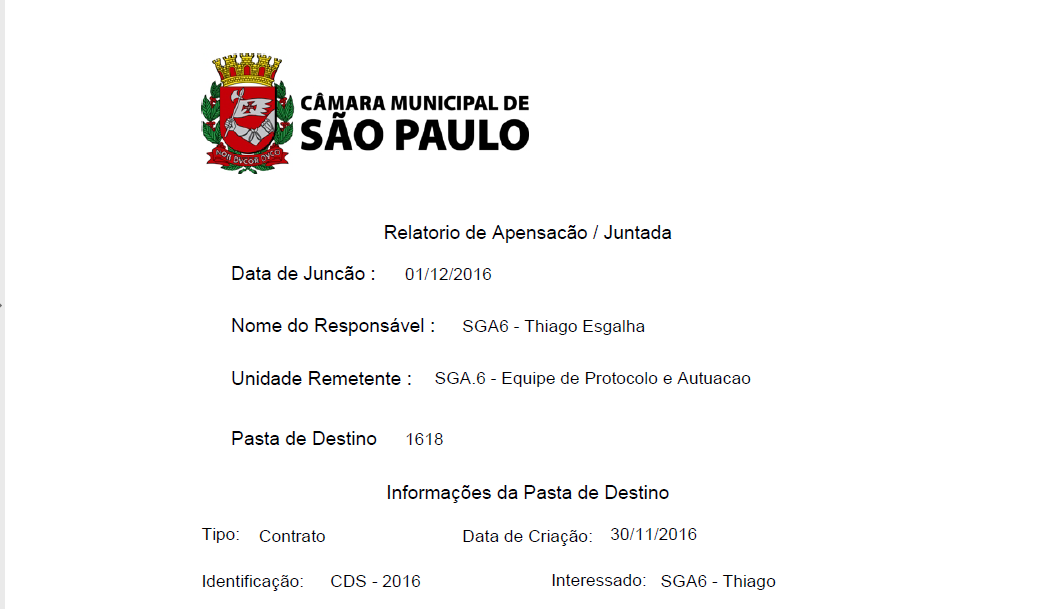 NON DVCOR DVCO
CÂMARA MUNICIPAL DE
SÃO PAULO
Relatorio de Apensacão / Juntada
Data de Juncão : 01/12/2016
Nome do Responsável : SGA6 - Thiago Esgalha
Unidade Remetente : SGA.6 - Equipe de Protocolo e Autuacao
Pasta de Destino 1618
Informações da Pasta de Destino
Tipo: Contrato Data de Criação: 30/11/2016
Identificação: CDS - 2016 Interessado: SGA6 - Thiago